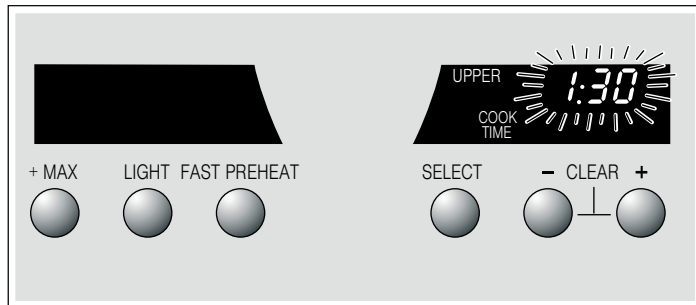 UPPER
1:30
COOK
TIME
+ MAX LIGHT FAST PREHEAT SELECT - CLEAR +